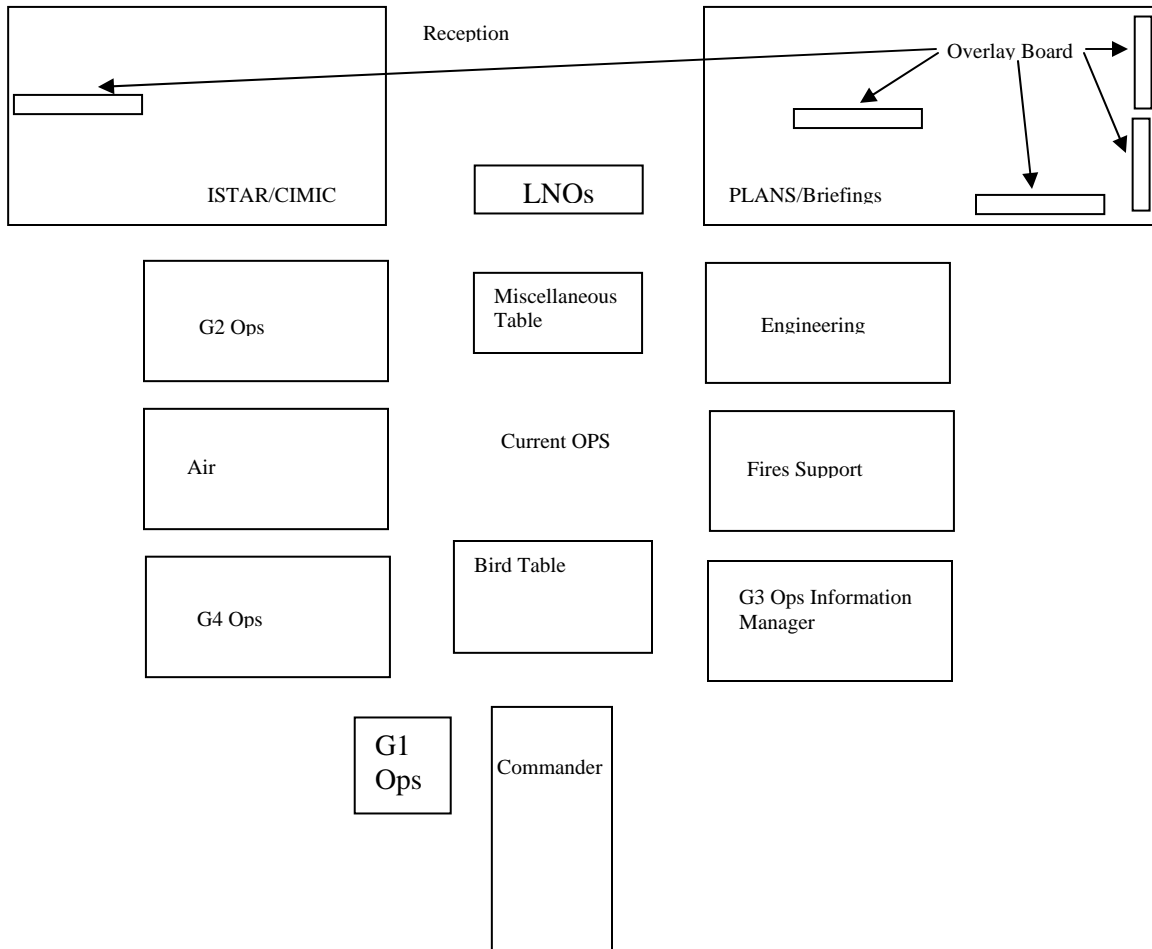 Reception
Overlay Board
ISTAR/CIMIC
LNOs
PLANS/Briefings
G2 Ops
Miscellaneous
Table
Engineering
Air
Current OPS
Fires Support
G4 Ops
Bird Table
G3 Ops Information
Manager
G1
Ops
Commander